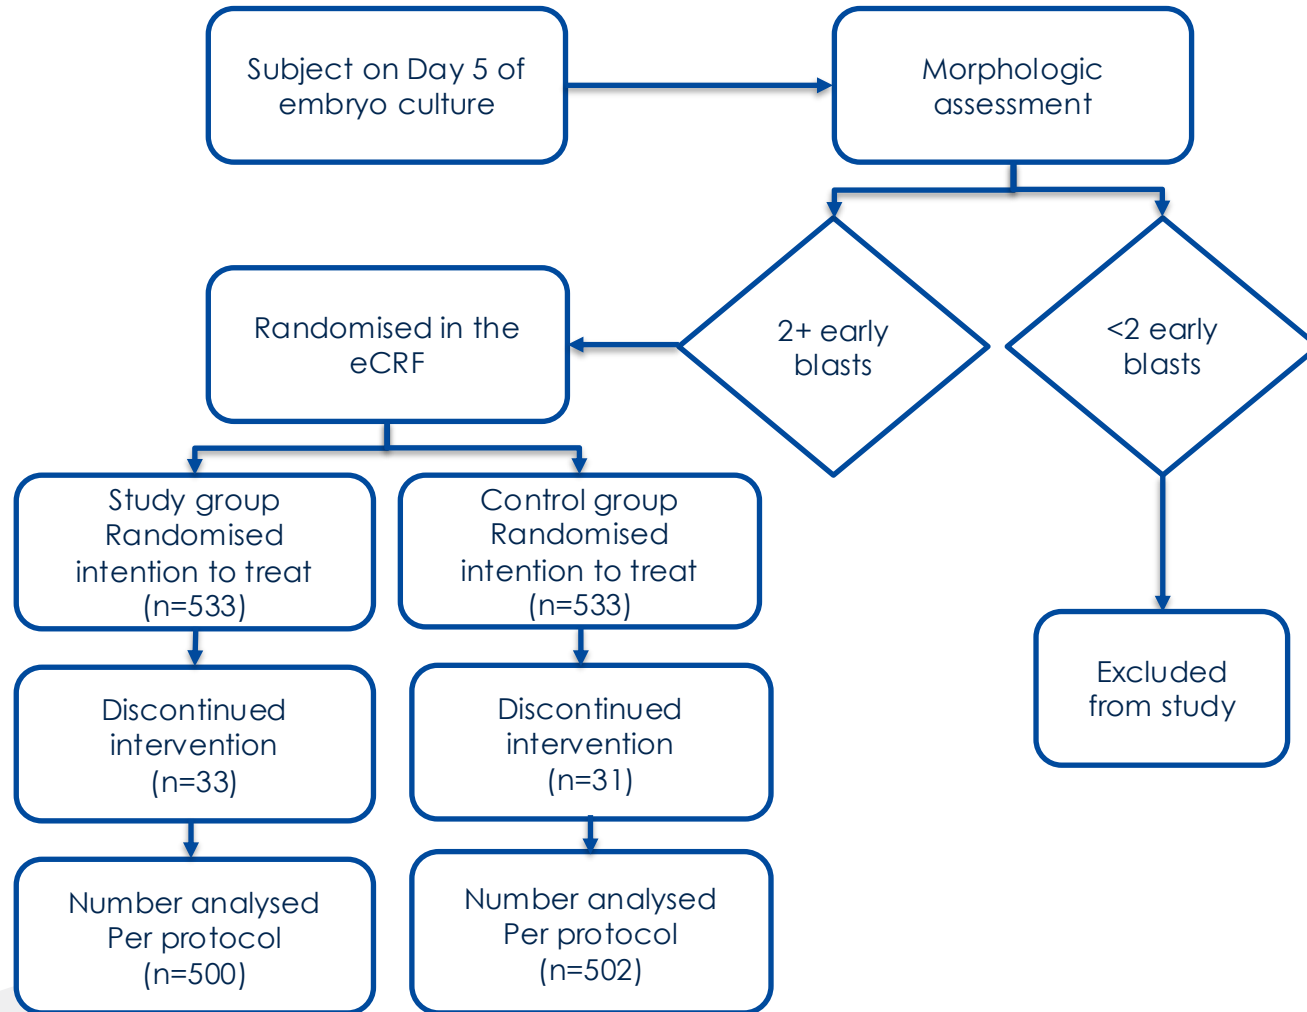 Subject on Day 5 of
embryo culture
Morphologic
assessment
2+ early
blasts
<2 early
blasts
Randomised in the
eCRF
Study group
Randomised
intention to treat
(n=533)
Control group
Randomised
intention to treat
(n=533)
Discontinued
intervention
(n=33)
Discontinued
intervention
(n=31)
Excluded
from study
Number analysed
Per protocol
(n=500)
Number analysed
Per protocol
(n=502)